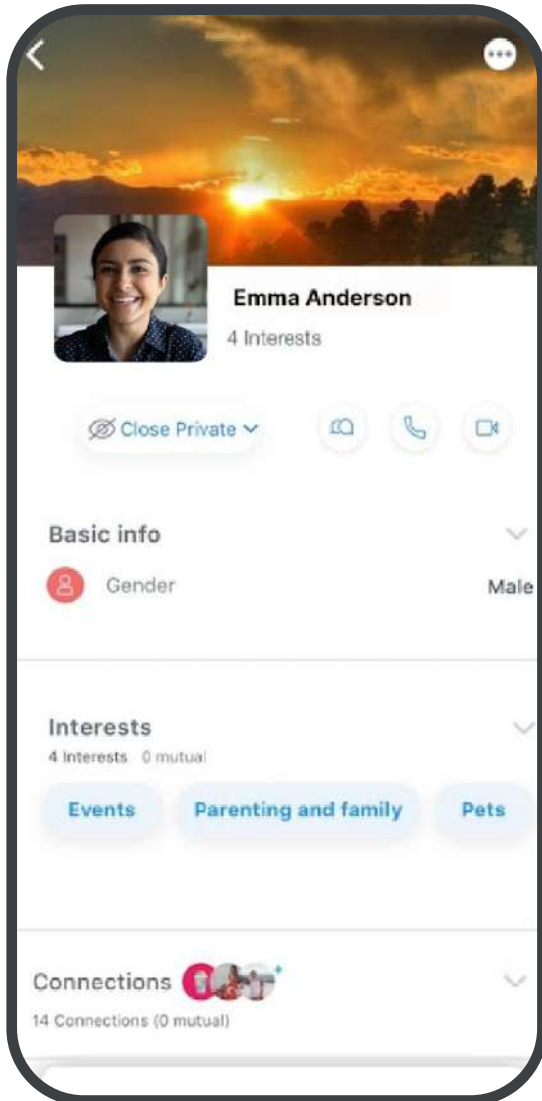 Emma Anderson
4 Interests
Close Private
Basic info
Gender Male
Interests
4 Interests 0 mutual
Events Parenting and family Pets
Connections
14 Connections (0 mutual)